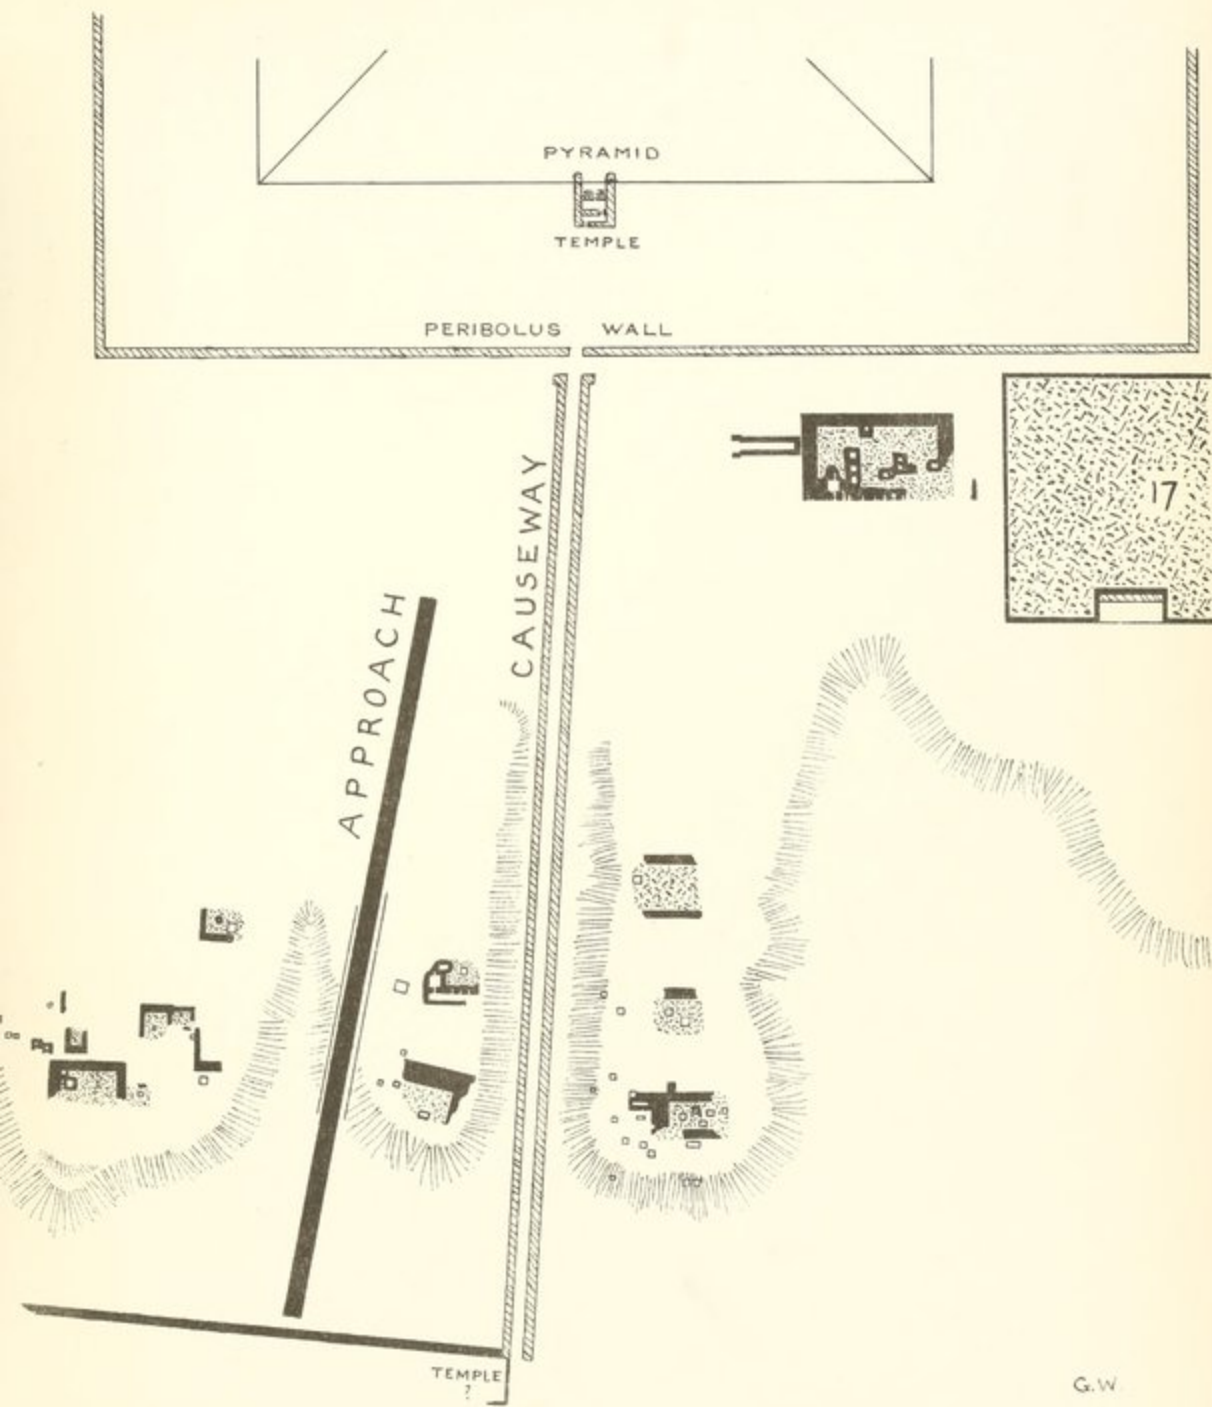 PYRAMID
TEMPLE
PERIBOLUS WALL
CAUSEWAY
17
APPROACH
TEMPLE
?
G.W.